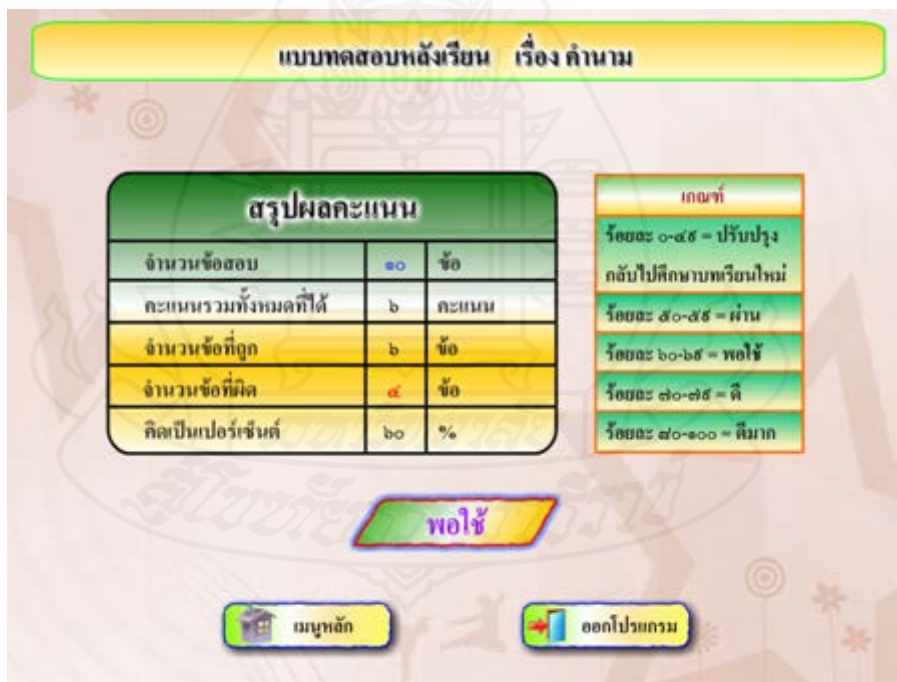 แบบทดสอบหลังเรียน เรื่อง คำนาม
สรุปผลคะแนน
จำนวนข้อสอบ ๑๐ ข้อ
คะแนนรวมทั้งหมดที่ได้ ๖ คะแนน
จำนวนข้อที่ถูก ๖ ข้อ
จำนวนข้อที่ผิด ๔ ข้อ
คิดเป็นเปอร์เซ็นต์ ๖๐ %
เกณฑ์
ร้อยละ ๐-๔๙ = ปรับปรุง
กลับไปศึกษาบทเรียนใหม่
ร้อยละ ๕๐-๕๙ = ผ่าน
ร้อยละ ๖๐-๖๙ = พอใช้
ร้อยละ ๗๐-๗๙ = ดี
ร้อยละ ๘๐-๑๐๐ = ดีมาก
พอใช้
เมนูหลัก
ออกโปรแกรม